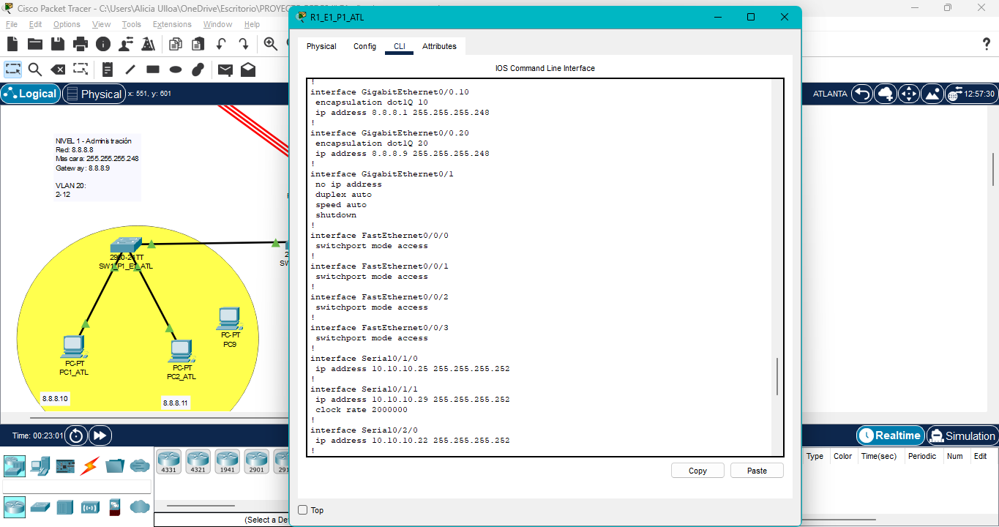 Cisco Packet Tracer - C:\Users\Alicia Ulloa\OneDrive\Escritorio\PROYEC
R1_E1_P1_ATL
File Edit Options View Tools Extensions Window Help
Physical Config CLI Attributes
IOS Command Line Interface
Logical Physical x: 551, y: 601
ATLANTA 12:57:30
NIVEL 1 - Administración
Red: 8.8.8.8
Mascara: 255.255.255.248
Gateway: 8.8.8.9
VLAN 20:
2-12
SW1_P1_E1_ATL
PC-PT
PC9
PC-PT
PC1_ATL
PC-PT
PC2_ATL
8.8.8.10
8.8.8.11
!
interface GigabitEthernet0/0.10
encapsulation dot1Q 10
ip address 8.8.8.1 255.255.255.248
!
interface GigabitEthernet0/0.20
encapsulation dot1Q 20
ip address 8.8.8.9 255.255.255.248
!
interface GigabitEthernet0/1
no ip address
duplex auto
speed auto
shutdown
!
interface FastEthernet0/0/0
switchport mode access
!
interface FastEthernet0/0/1
switchport mode access
!
interface FastEthernet0/0/2
switchport mode access
!
interface FastEthernet0/0/3
switchport mode access
!
interface Serial0/1/0
ip address 10.10.10.25 255.255.255.252
!
interface Serial0/1/1
ip address 10.10.10.29 255.255.255.252
clock rate 2000000
!
interface Serial0/2/0
ip address 10.10.10.22 255.255.255.252
!
Copy Paste
Top
Time: 00:23:01
Realtime Simulation
4331 4321 1941 2901 291
Type Color Time(sec) Periodic Num Edit
(Select a De